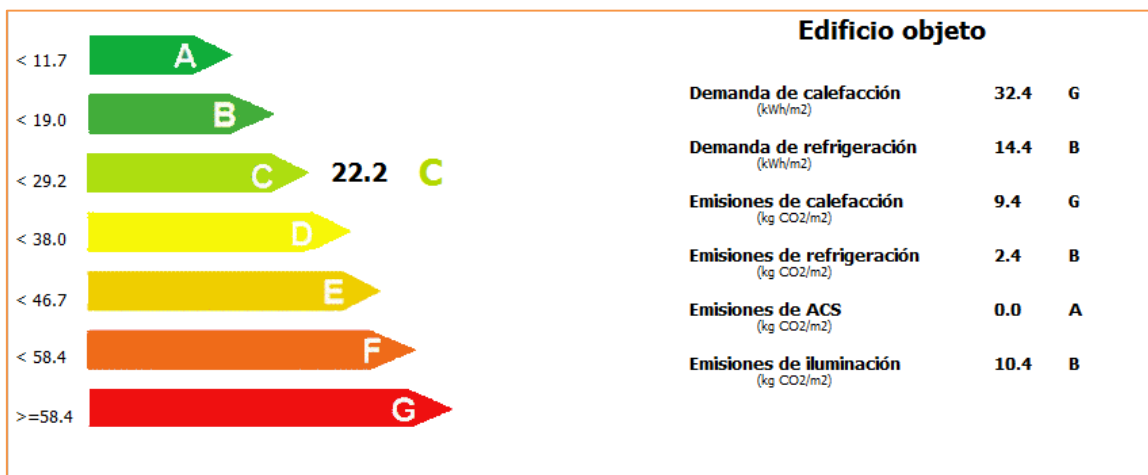 Edificio objeto
< 11.7 A
< 19.0 B
< 29.2 C 22.2 C
< 38.0 D
< 46.7 E
< 58.4 F
>=58.4 G
Demanda de calefacción 32.4 G
(kWh/m2)
Demanda de refrigeración 14.4 B
(kWh/m2)
Emisiones de calefacción 9.4 G
(kg CO2/m2)
Emisiones de refrigeración 2.4 B
(kg CO2/m2)
Emisiones de ACS 0.0 A
(kg CO2/m2)
Emisiones de iluminación 10.4 B
(kg CO2/m2)